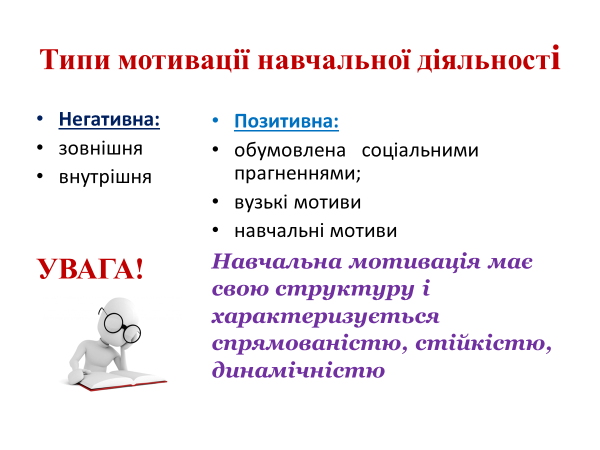 Типи мотивації навчальної діяльності
• Негативна:
• зовнішня
• внутрішня
УВАГА!
• Позитивна:
• обумовлена соціальними
прагненнями;
• вузькі мотиви
• навчальні мотиви
Навчальна мотивація має
свою структуру і
характеризується
спрямованістю, стійкістю,
динамічністю